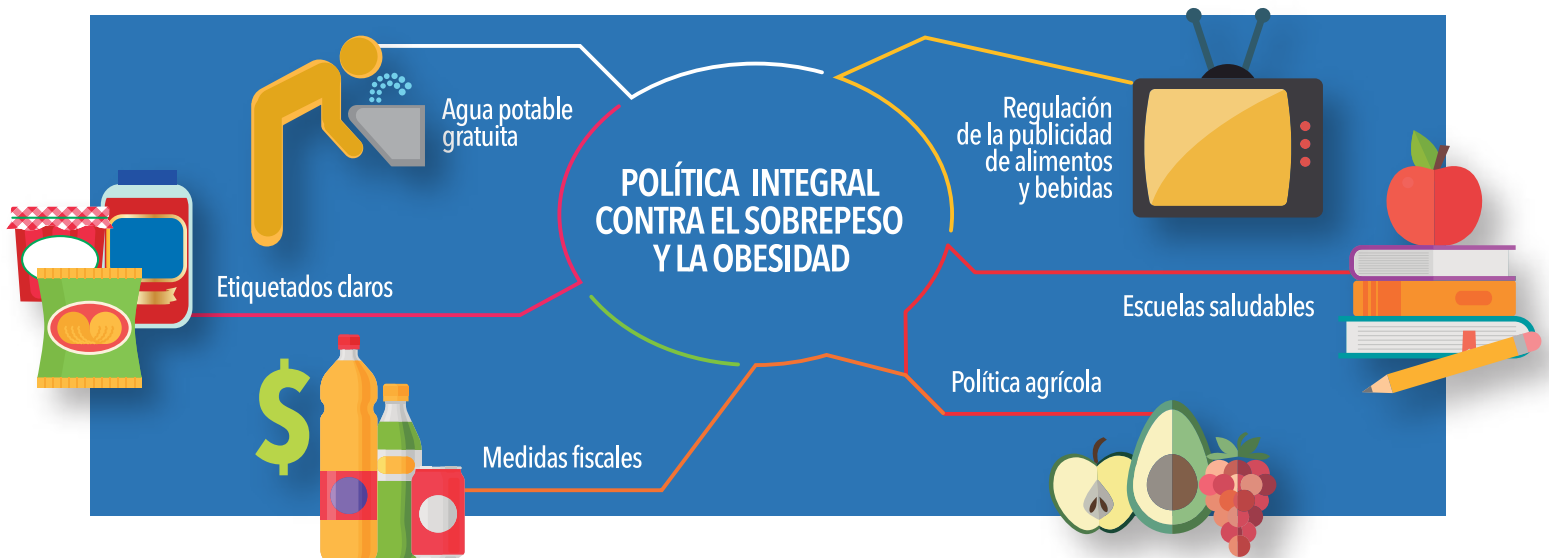 Agua potable
gratuita
Regulación
de la publicidad
de alimentos
y bebidas
POLÍTICA INTEGRAL
CONTRA EL SOBREPESO
Y LA OBESIDAD
Etiquetados claros
Escuelas saludables
Política agrícola
Medidas fiscales
$